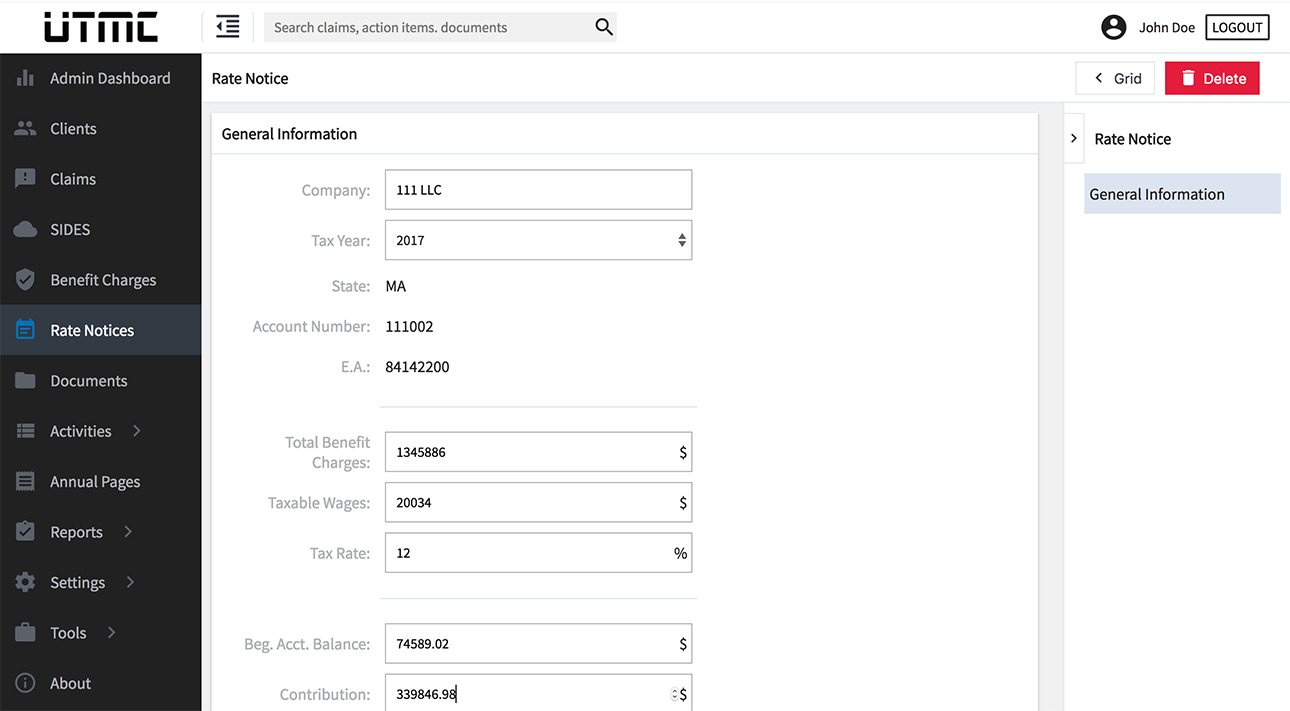 UTMC
Search claims, action items. documents
John Doe
LOGOUT
Admin Dashboard
Clients
Claims
SIDES
Benefit Charges
Rate Notices
Documents
Activities
Annual Pages
Reports
Settings
Tools
About
Rate Notice
Grid
Delete
General Information
Company: 111 LLC
Tax Year: 2017
State: MA
Account Number: 111002
E.A.: 84142200
Total Benefit
Charges: 1345886 $
Taxable Wages: 20034 $
Tax Rate: 12 %
Beg. Acct. Balance: 74589.02 $
Contribution: 339846.98 $
Rate Notice
General Information